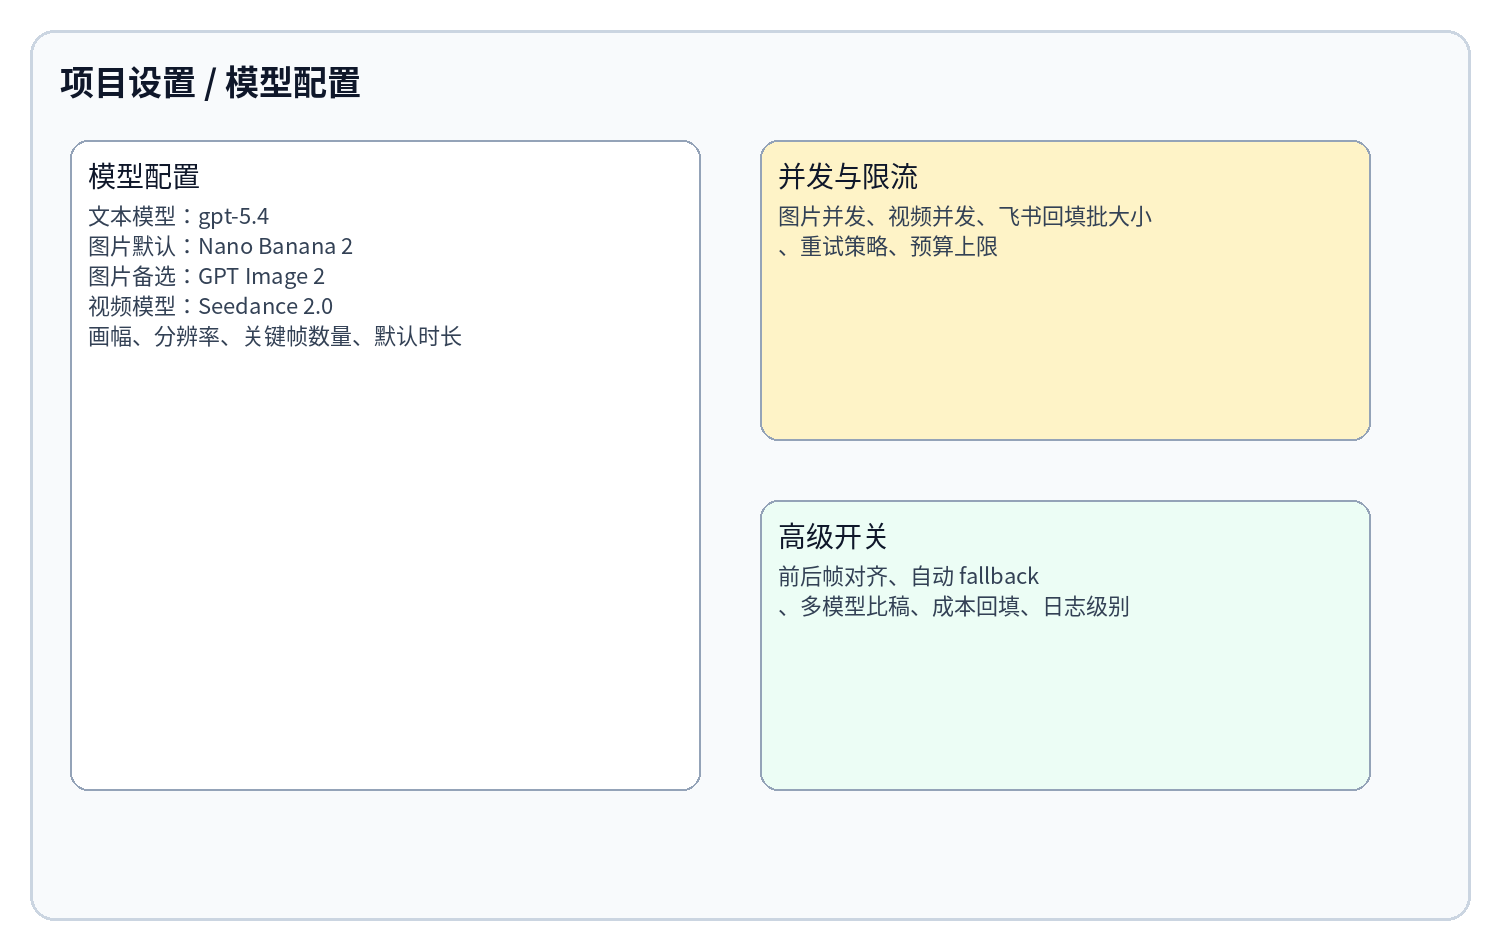 项目设置 / 模型配置
模型配置
文本模型：gpt-5.4
图片默认：Nano Banana 2
图片备选：GPT Image 2
视频模型：Seedance 2.0
画幅、分辨率、关键帧数量、默认时长
并发与限流
图片并发、视频并发、飞书回填批大小
、重试策略、预算上限
高级开关
前后帧对齐、自动 fallback
、多模型比稿、成本回填、日志级别